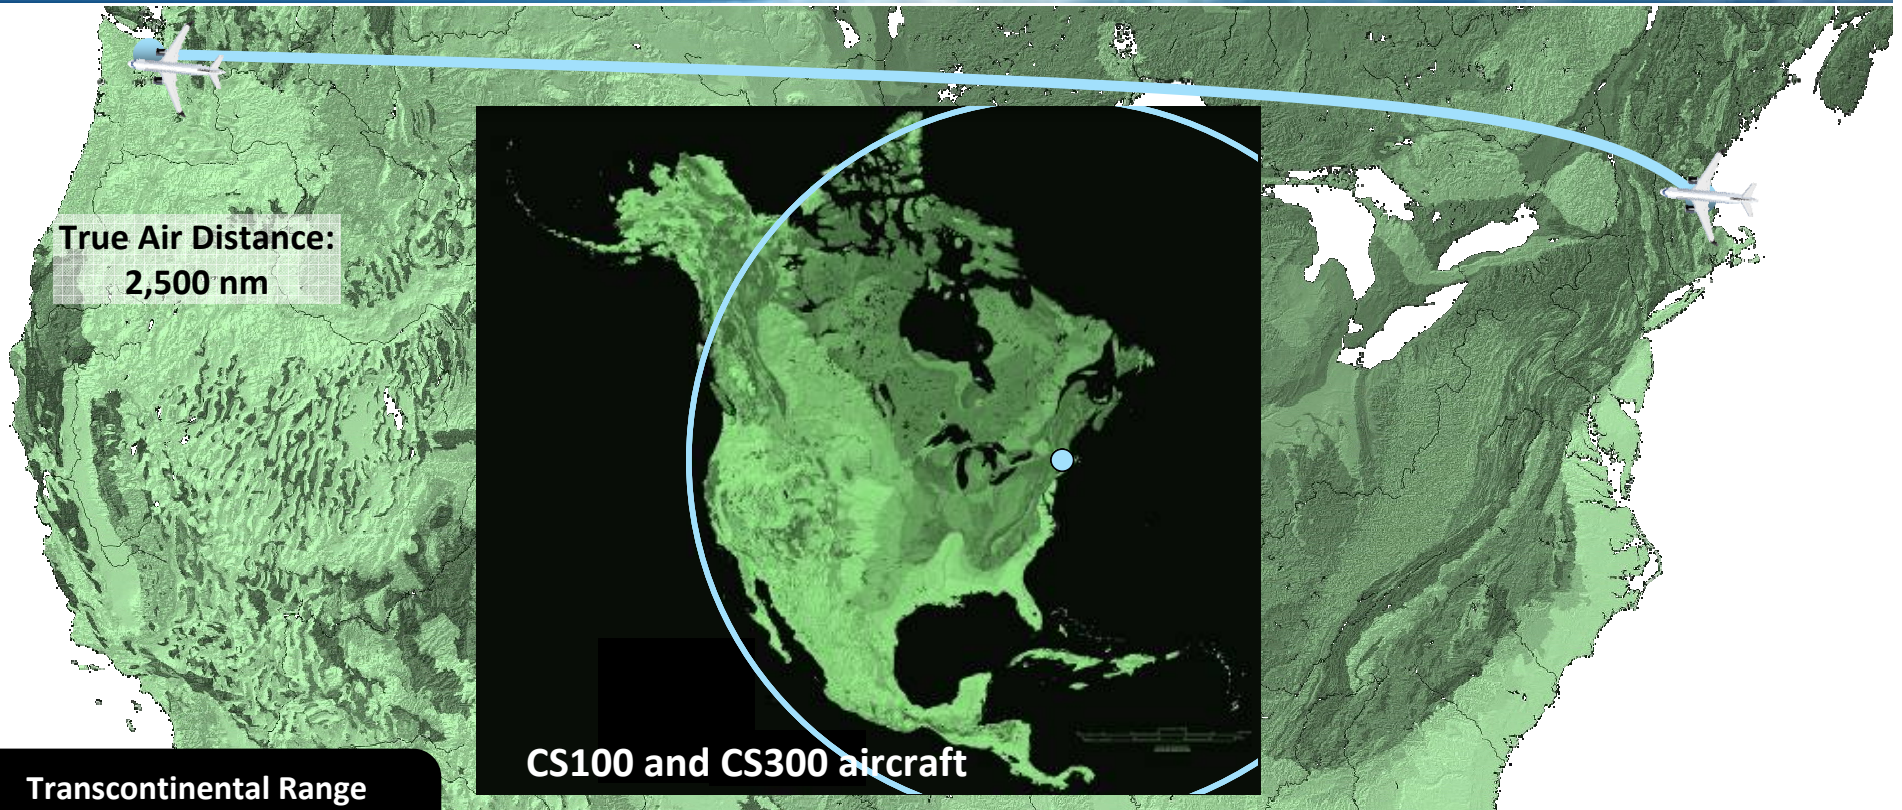 True Air Distance:
2,500 nm
CS100 and CS300 aircraft
Transcontinental Range